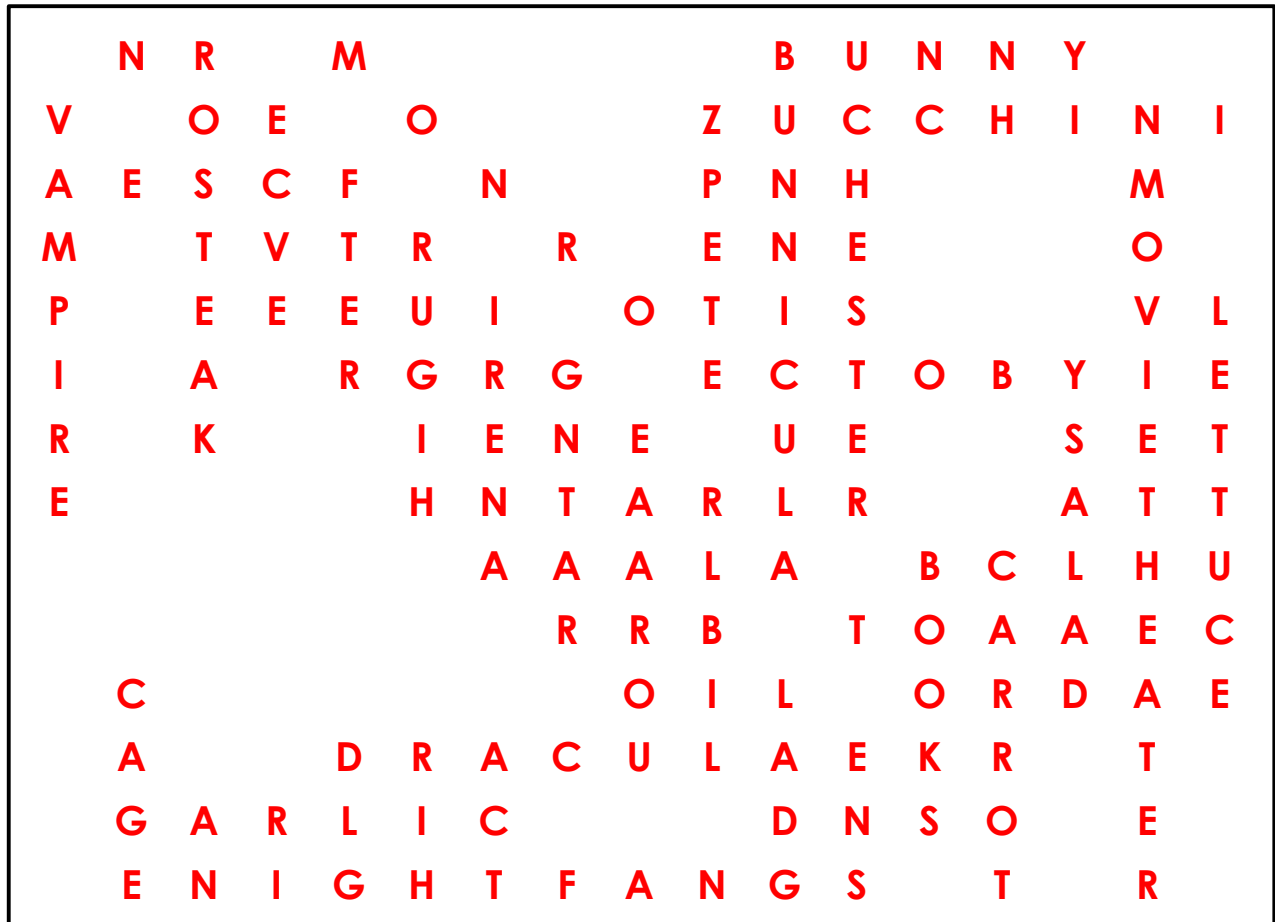 N R M B U N N Y
V O E O Z U C C H I N I
A E S C F N P N H M
M T V T R R E N E O
P E E E U I O T I S V L
I A R G R G E C T O B Y I E
R K I E N E U E S E T
E H N T A R L R A T T
A A A L A B C L H U
R R B T O A A E C
C O I L O R D A E
A D R A C U L A E K R T
G A R L I C D N S O E
E N I G H T F A N G S T R